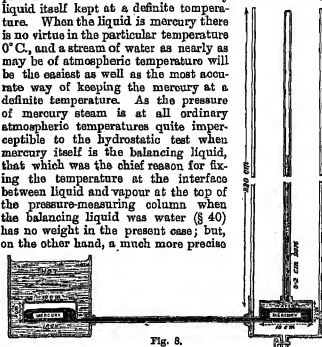 liquid itself kept at a definite tempera-
ture. When the liquid is mercury there
is no virtue in the particular temperature
0° C., and a stream of water as nearly as
may be of atmospheric temperature will
be the easiest as well as the most accu-
rate way of keeping the mercury at a
definite temperature. As the pressure
of mercury steam is at all ordinary
atmospheric temperatures quite imper-
ceptible to the hydrostatic test when
mercury itself is the balancing liquid,
that which was the chief reason for fix-
ing the temperature at the interface
between liquid and vapour at the top of
the pressure-measuring column when
the balancing liquid was water (§ 40)
has no weight in the present case; but,
on the other hand, a much more precise
MERCURY
MERCURY
Fig. 8.